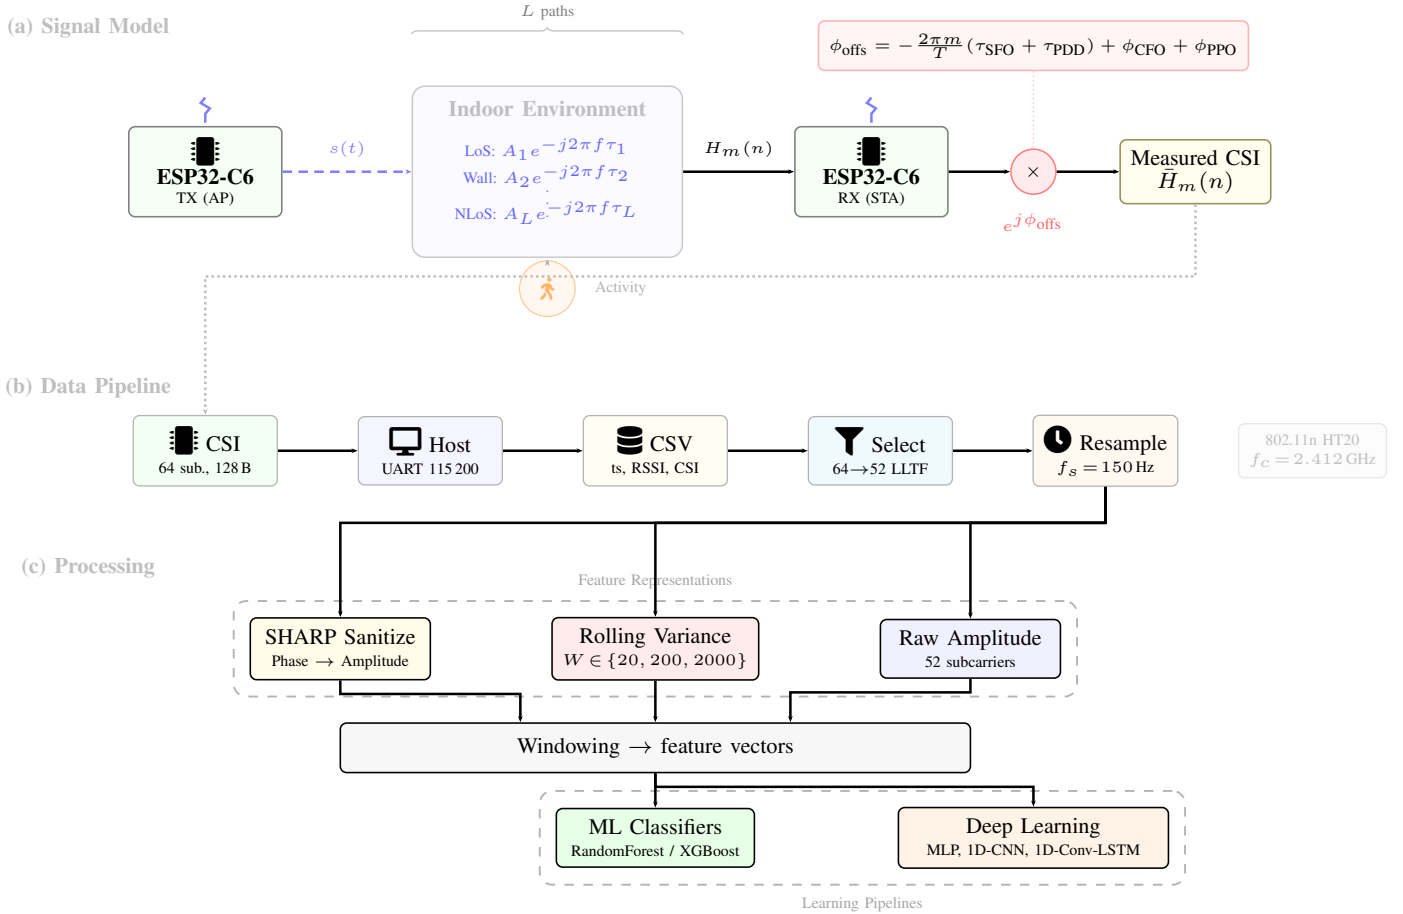 (a) Signal Model
L paths
ϕ_offs = − 2πm/T (τ_SFO + τ_PDD) + ϕ_CFO + ϕ_PPO
Indoor Environment
LoS: A_1 e^{−j2πfτ_1}
Wall: A_2 e^{−j2πfτ_2}
⋮
NLoS: A_L e^{−j2πfτ_L}
ESP32-C6
TX (AP)
s(t)
H_m(n)
ESP32-C6
RX (STA)
×
e^{jϕ_offs}
Measured CSI
H̄_m(n)
Activity
(b) Data Pipeline
CSI
64 sub., 128 B
Host
UART 115 200
CSV
ts, RSSI, CSI
Select
64→52 LLTF
Resample
f_s = 150 Hz
802.11n HT20
f_c = 2.412 GHz
(c) Processing
Feature Representations
SHARP Sanitize
Phase → Amplitude
Rolling Variance
W ∈ {20, 200, 2000}
Raw Amplitude
52 subcarriers
Windowing → feature vectors
ML Classifiers
RandomForest / XGBoost
Deep Learning
MLP, 1D-CNN, 1D-Conv-LSTM
Learning Pipelines